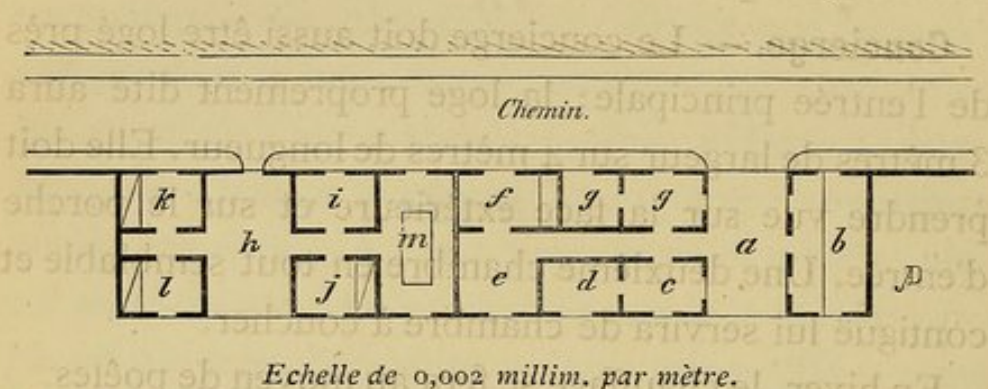 Chemin.
k i f g g
h m a b
l j e d c P
Echelle de 0,002 millim. par mètre.